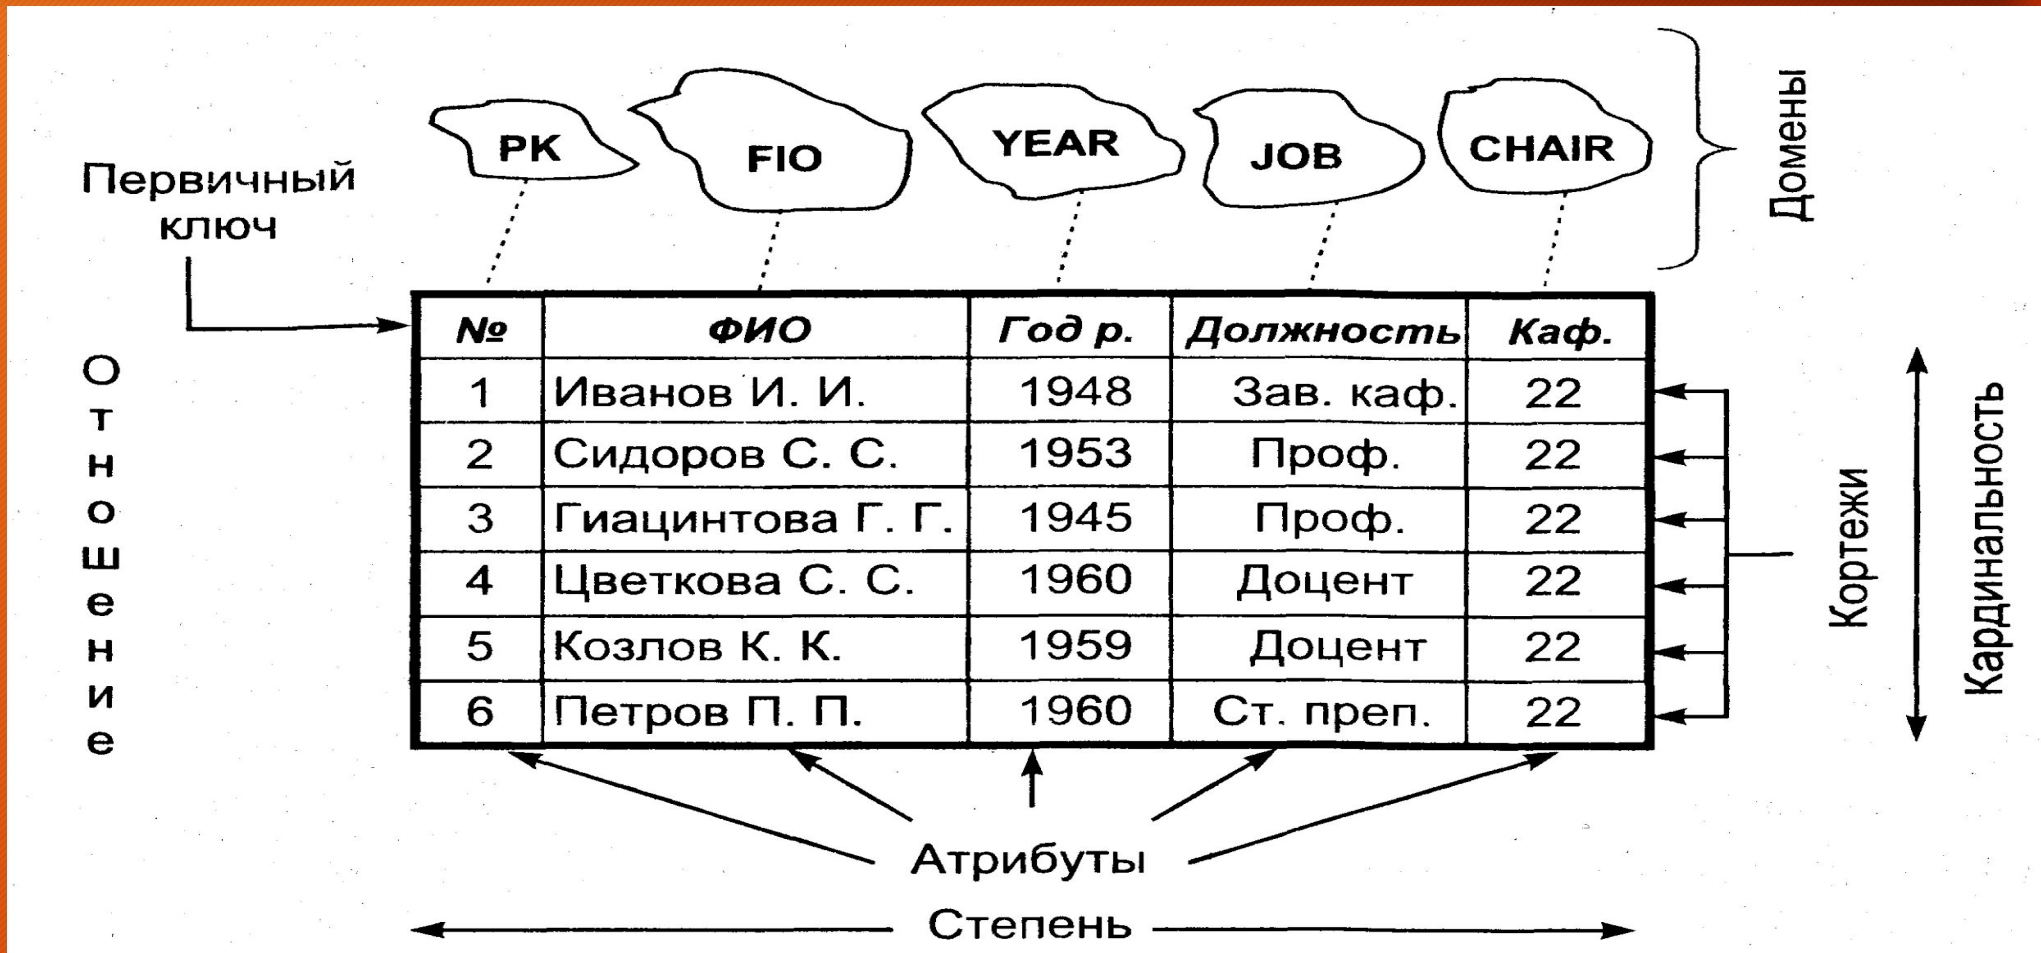 PK FIO YEAR JOB CHAIR
Домены
Первичный
ключ
Отношение
№ ФИО Год р. Должность Каф.
1 Иванов И. И. 1948 Зав. каф. 22
2 Сидоров С. С. 1953 Проф. 22
3 Гиацинтова Г. Г. 1945 Проф. 22
4 Цветкова С. С. 1960 Доцент 22
5 Козлов К. К. 1959 Доцент 22
6 Петров П. П. 1960 Ст. преп. 22
Кортежи
Кардинальность
Атрибуты
Степень